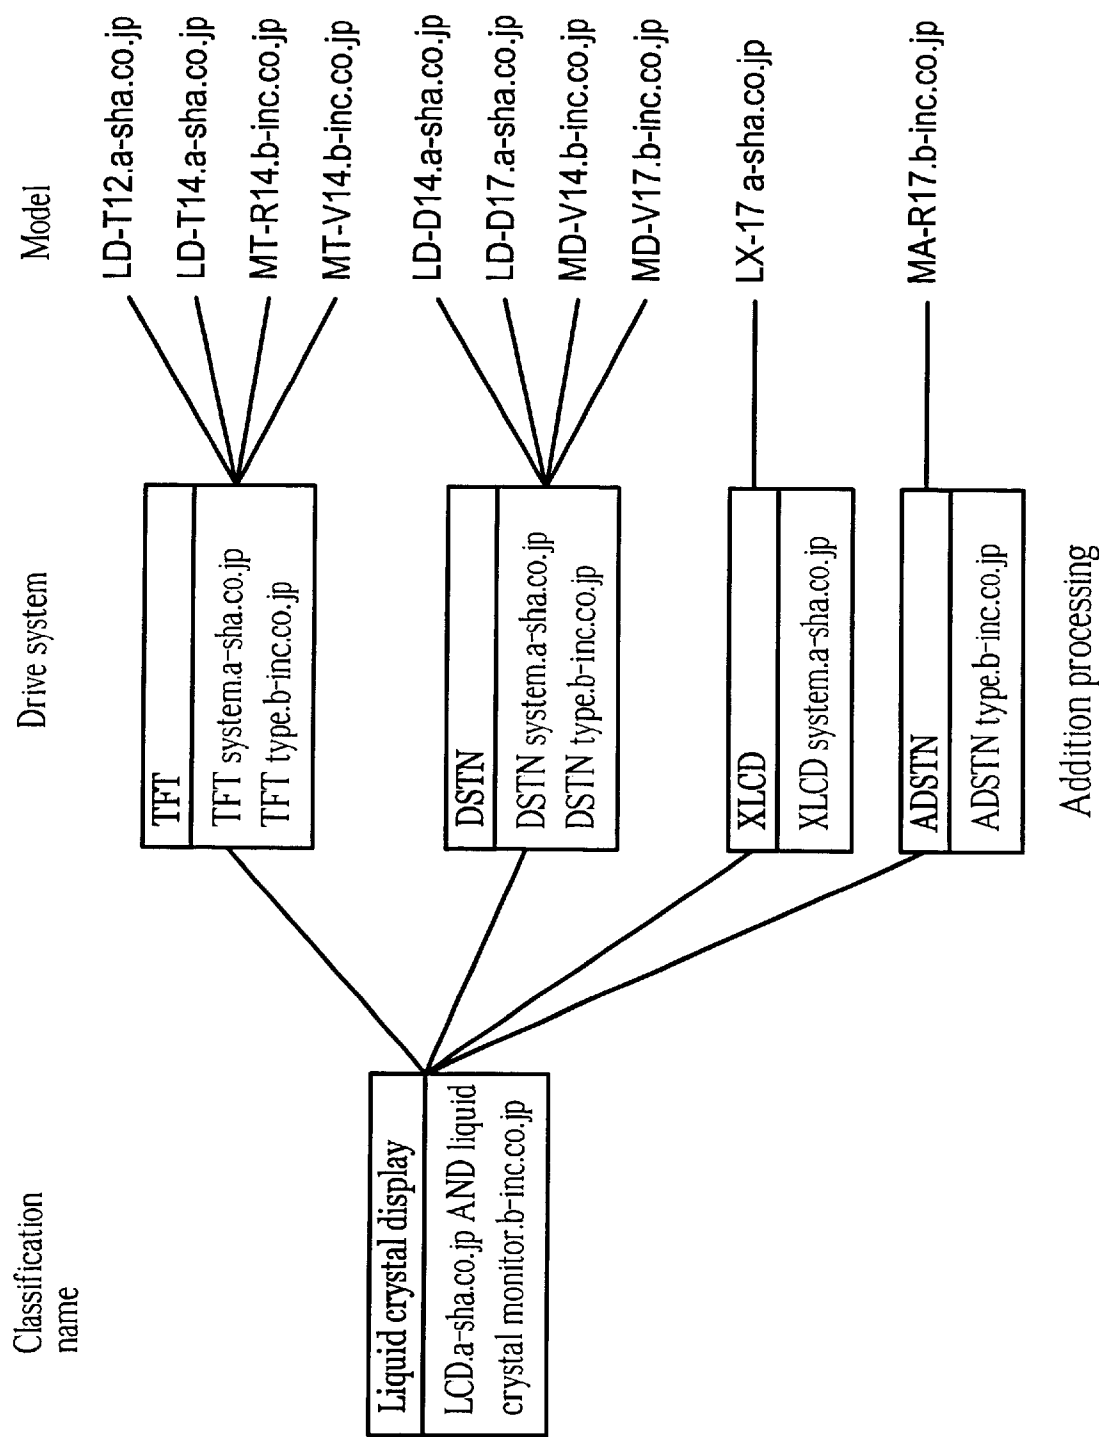 Classification
name
Drive system
Model
Liquid crystal display
LCD.a-sha.co.jp AND liquid
crystal monitor.b-inc.co.jp
TFT
TFT system.a-sha.co.jp
TFT type.b-inc.co.jp
LD-T12.a-sha.co.jp
LD-T14.a-sha.co.jp
MT-R14.b-inc.co.jp
MT-V14.b-inc.co.jp
DSTN
DSTN system.a-sha.co.jp
DSTN type.b-inc.co.jp
LD-D14.a-sha.co.jp
LD-D17.a-sha.co.jp
MD-V14.b-inc.co.jp
MD-V17.b-inc.co.jp
XLCD
XLCD system.a-sha.co.jp
LX-17 a-sha.co.jp
ADSTN
ADSTN type.b-inc.co.jp
MA-R17.b-inc.co.jp
Addition processing